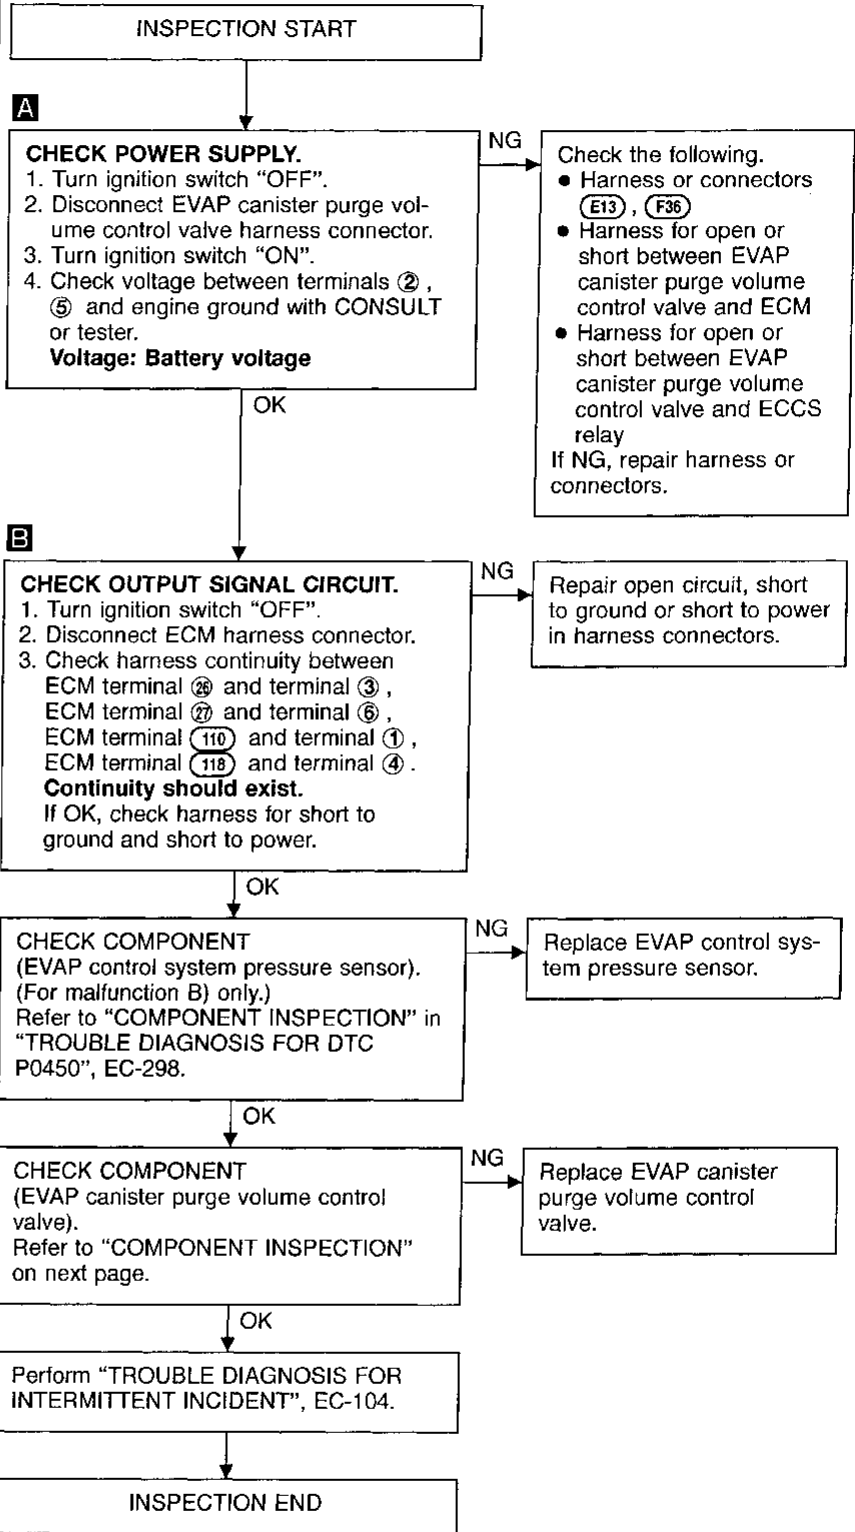 INSPECTION START
A
CHECK POWER SUPPLY.
1. Turn ignition switch “OFF”.
2. Disconnect EVAP canister purge vol-
ume control valve harness connector.
3. Turn ignition switch “ON”.
4. Check voltage between terminals ②,
⑤ and engine ground with CONSULT
or tester.
Voltage: Battery voltage
NG
Check the following.
● Harness or connectors
E13, F36
● Harness for open or
short between EVAP
canister purge volume
control valve and ECM
● Harness for open or
short between EVAP
canister purge volume
control valve and ECCS
relay
If NG, repair harness or
connectors.
OK
B
CHECK OUTPUT SIGNAL CIRCUIT.
1. Turn ignition switch “OFF”.
2. Disconnect ECM harness connector.
3. Check harness continuity between
ECM terminal ㉖ and terminal ③,
ECM terminal ㉗ and terminal ⑥,
ECM terminal 110 and terminal ①,
ECM terminal 118 and terminal ④.
Continuity should exist.
If OK, check harness for short to
ground and short to power.
NG
Repair open circuit, short
to ground or short to power
in harness connectors.
OK
CHECK COMPONENT
(EVAP control system pressure sensor).
(For malfunction B) only.)
Refer to “COMPONENT INSPECTION” in
“TROUBLE DIAGNOSIS FOR DTC
P0450”, EC-298.
NG
Replace EVAP control sys-
tem pressure sensor.
OK
CHECK COMPONENT
(EVAP canister purge volume control
valve).
Refer to “COMPONENT INSPECTION”
on next page.
NG
Replace EVAP canister
purge volume control
valve.
OK
Perform “TROUBLE DIAGNOSIS FOR
INTERMITTENT INCIDENT”, EC-104.
INSPECTION END